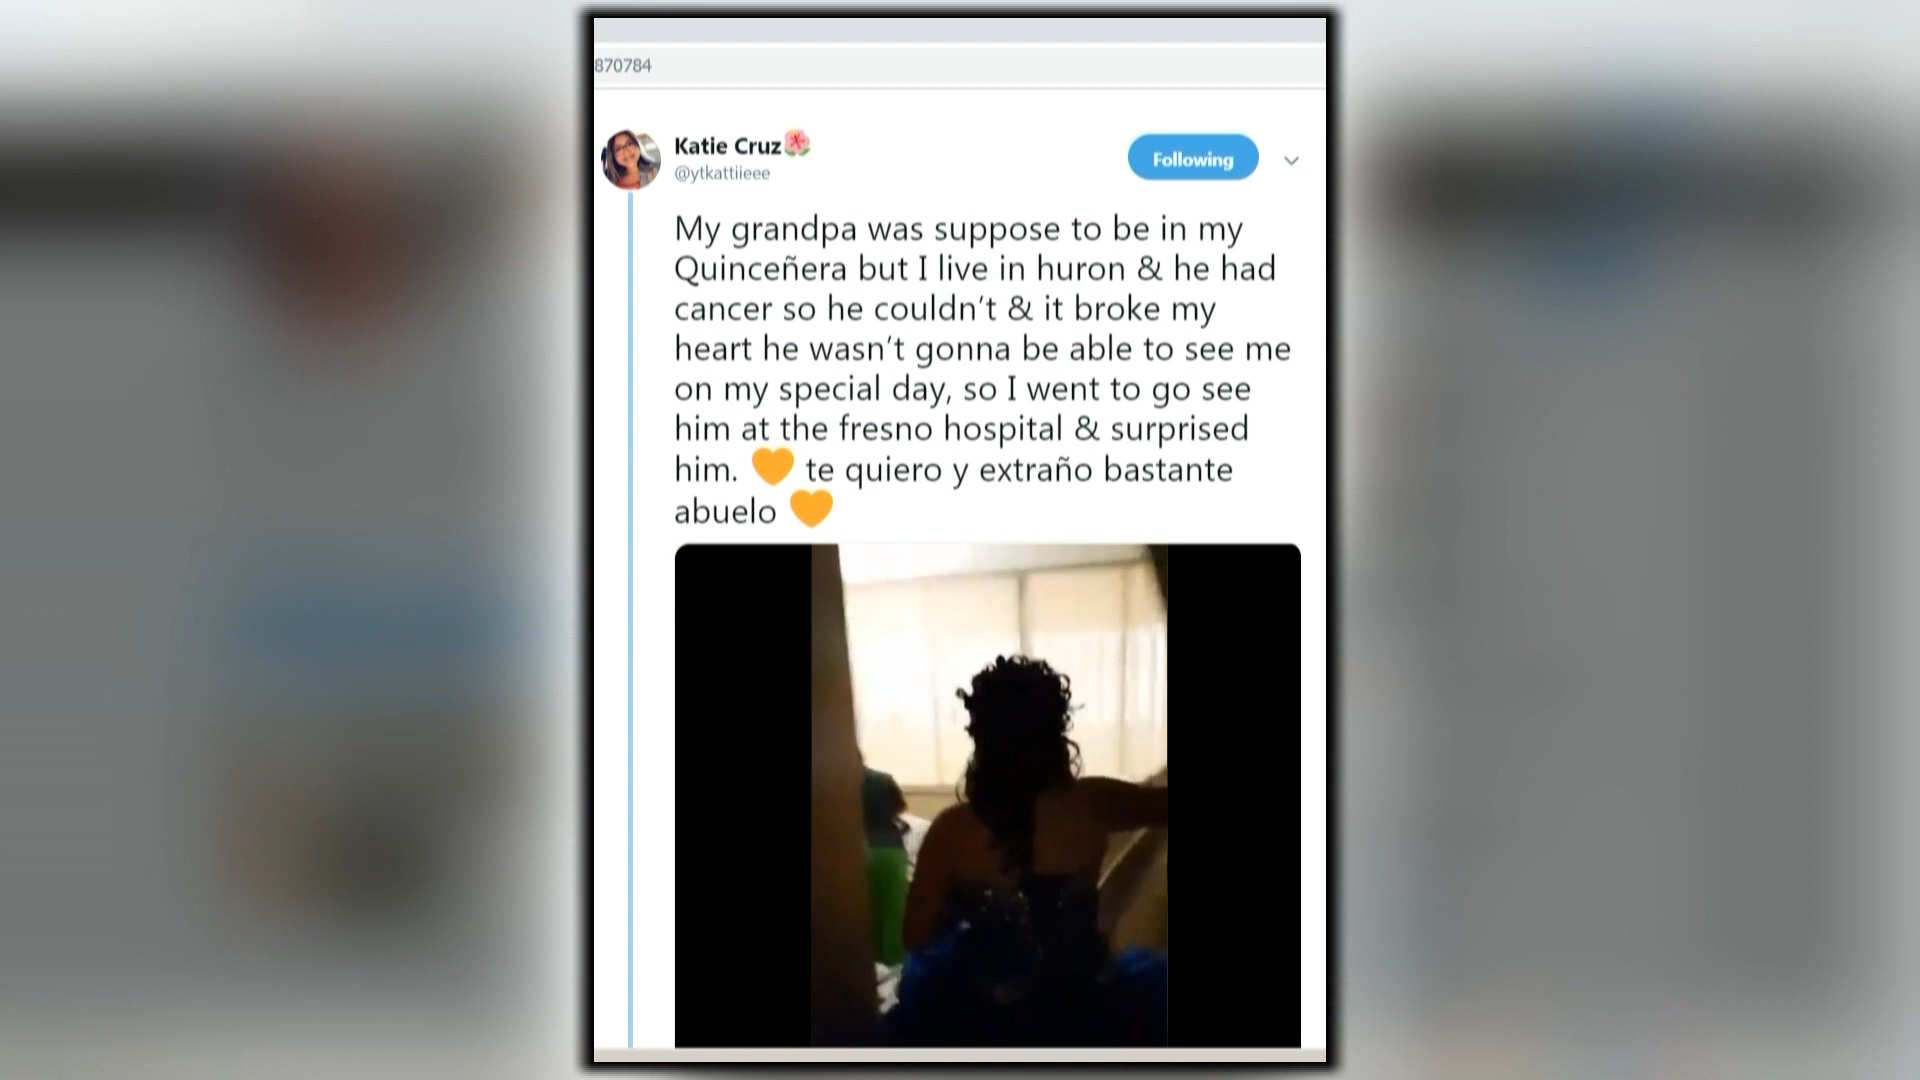 870784
Katie Cruz🌺
@ytkattiieee
Following
My grandpa was suppose to be in my
Quinceñera but I live in huron & he had
cancer so he couldn't & it broke my
heart he wasn't gonna be able to see me
on my special day, so I went to go see
him at the fresno hospital & surprised
him. 🧡 te quiero y extraño bastante
abuelo 🧡